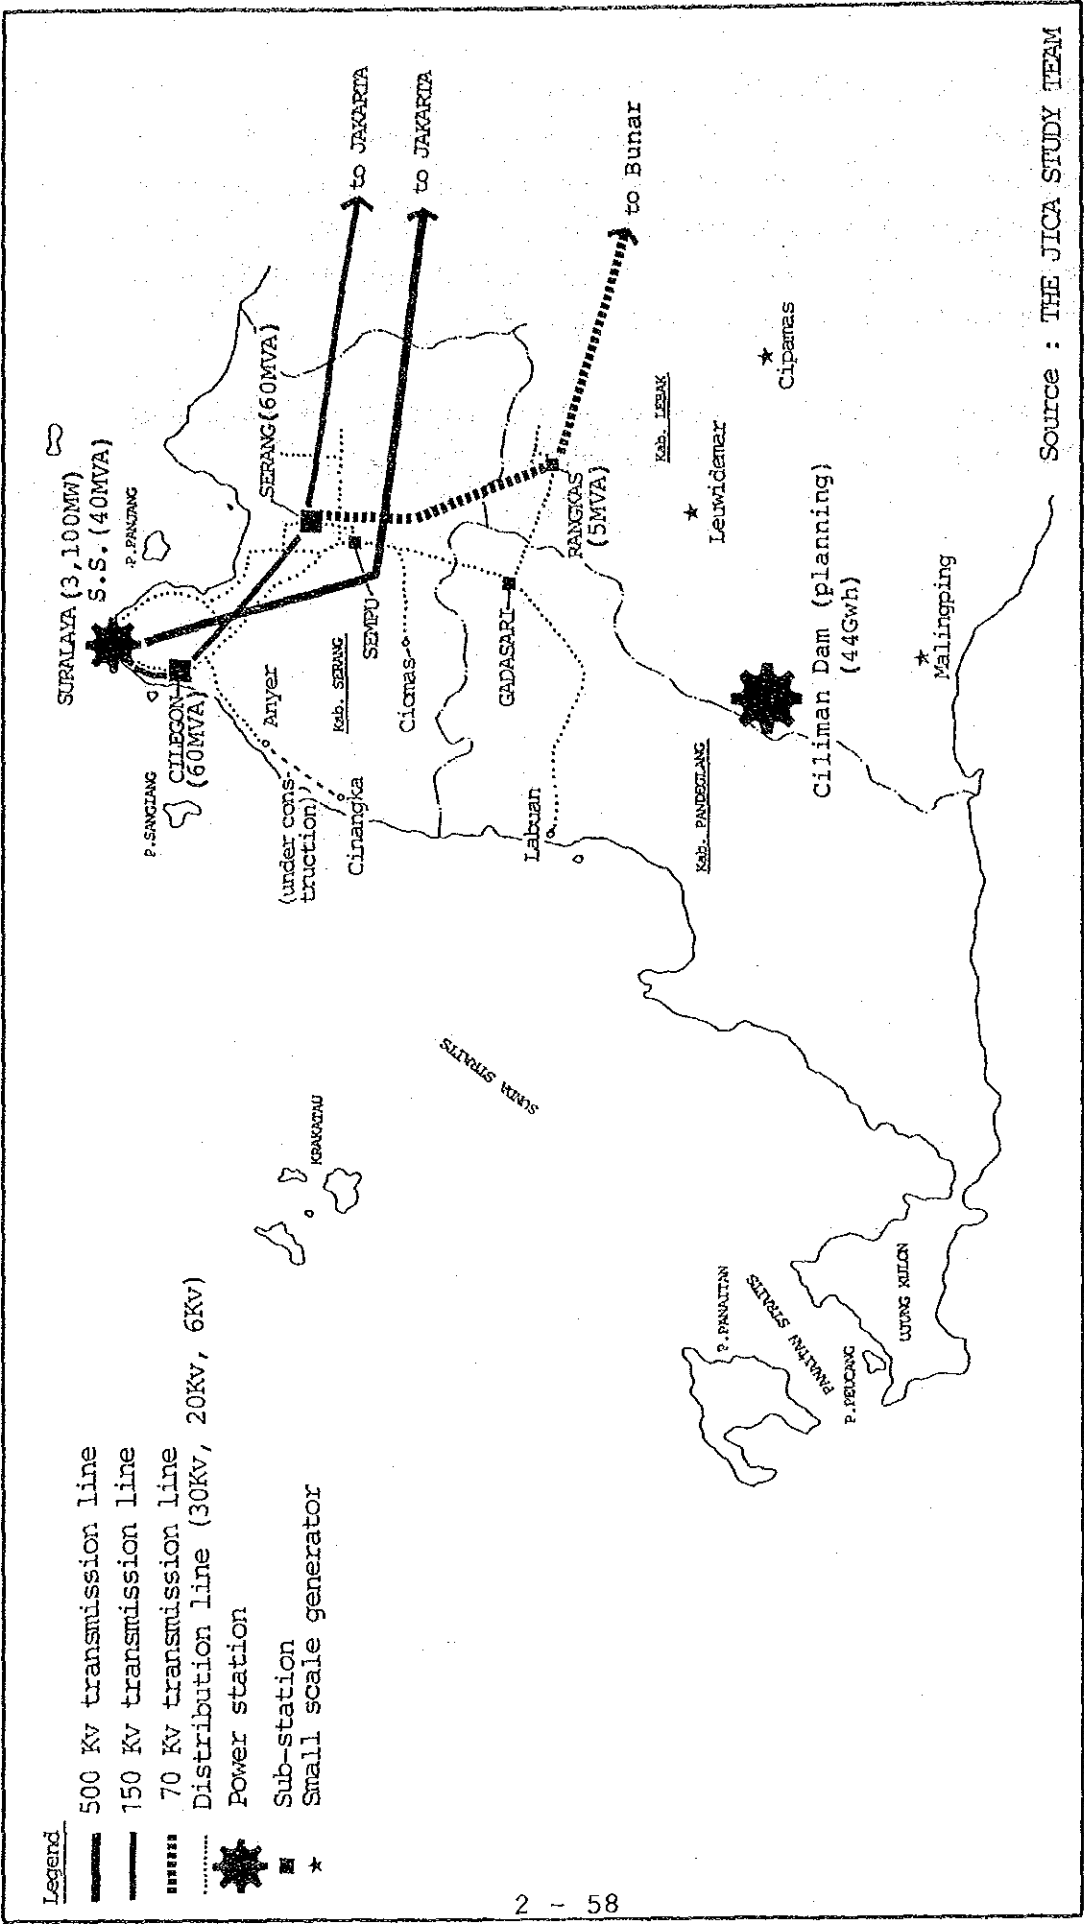 Legend
500 Kv transmission line
150 Kv transmission line
70 Kv transmission line
Distribution line (30Kv, 20Kv, 6Kv)
Power station
Sub-station
Small scale generator
SURALAYA (3,100MW)
S.S. (40MVA)
P.PANJANG
P.SANGIANG
CILEGON
(60MVA)
SERANG(60MVA)
to JAKARTA
to JAKARTA
Anyer
(under cons-
truction)
Cinangka
Kab. SERANG
SEMPU
Ciomas
KRAKATAU
SUNDA STRAITS
GADASARI
Labuan
RANGKAS
(5MVA)
to Bunar
Kab. LEBAK
Kab. PANDEGLANG
Leuwidemar
Cipamas
Ciliman Dam (planning)
(44Gwh)
Malingping
P.PANAITAN
PANAITAN STRAITS
P.PEUCANG
UJUNG KULON
Source : THE JICA STUDY TEAM
2 - 58